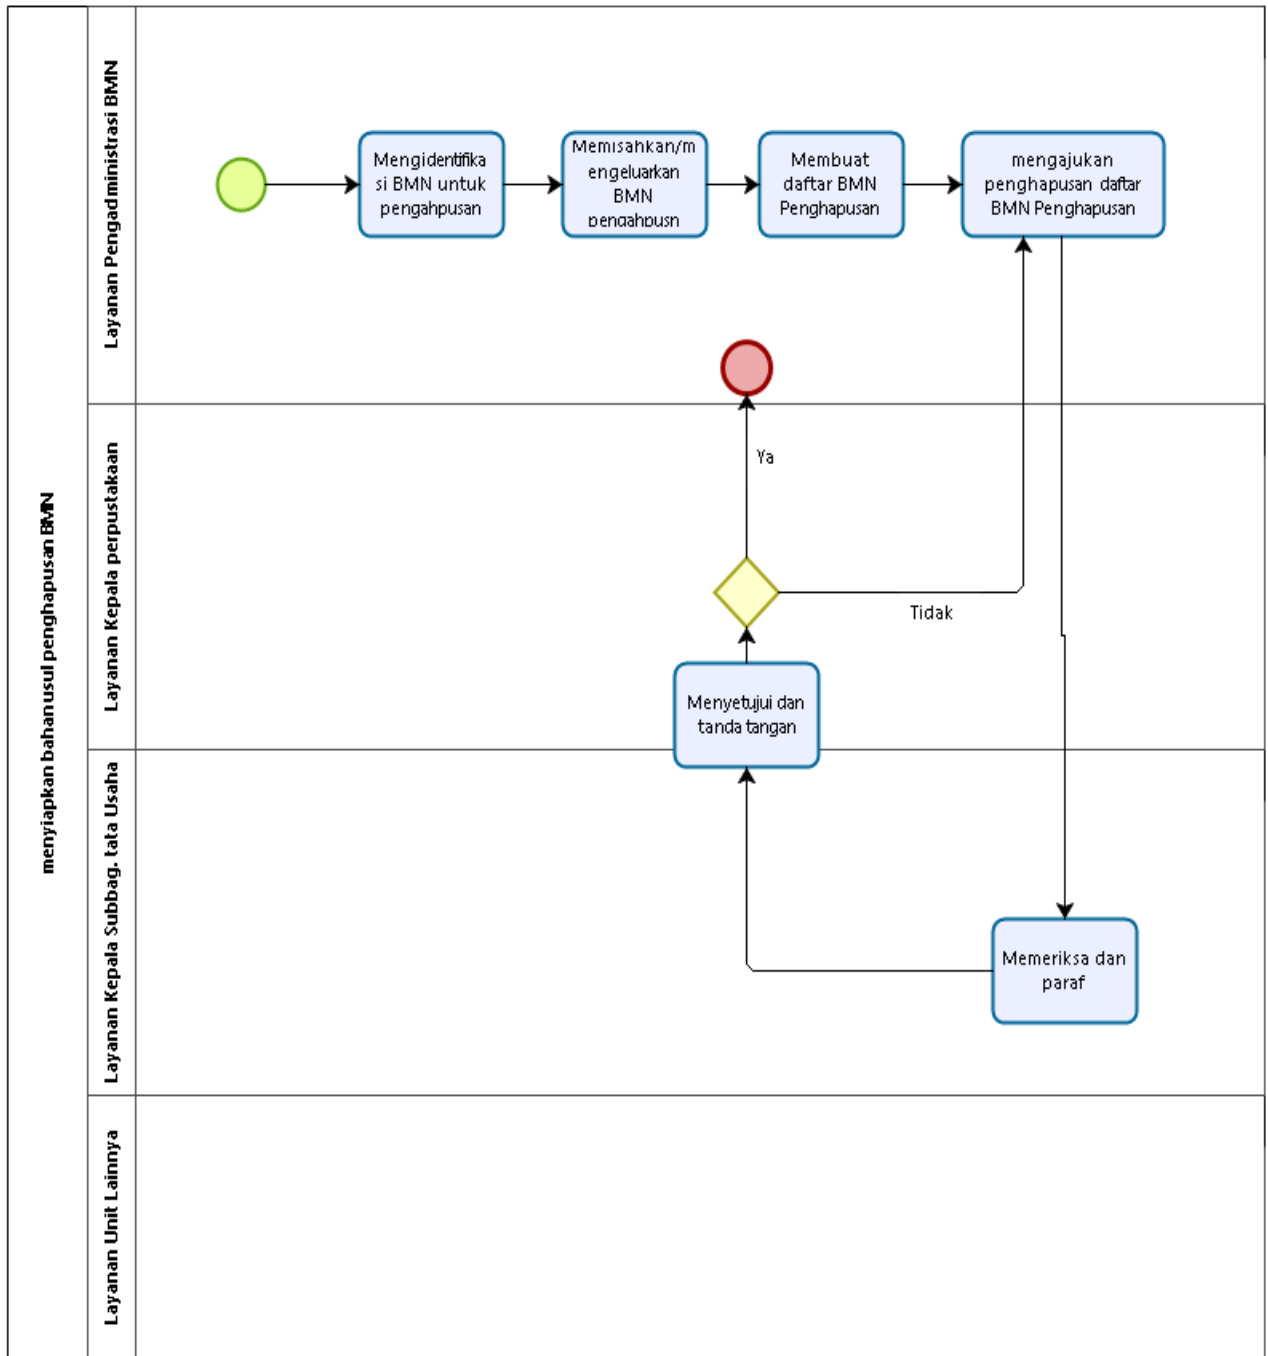 menyiapkan bahan usul penghapusan BMN
Layanan Pengadministrasi BMN
Mengidentifika
si BMN untuk
pengahpusan
Memisahkan/m
engeluarkan
BMN
pengahpusn
Membuat
daftar BMN
Penghapusan
mengajukan
penghapusan daftar
BMN Penghapusan
Layanan Kepala perpustakaan
Ya
Tidak
Menyetujui dan
tanda tangan
Layanan Kepala Subbag. tata Usaha
Memeriksa dan
paraf
Layanan Unit Lainnya